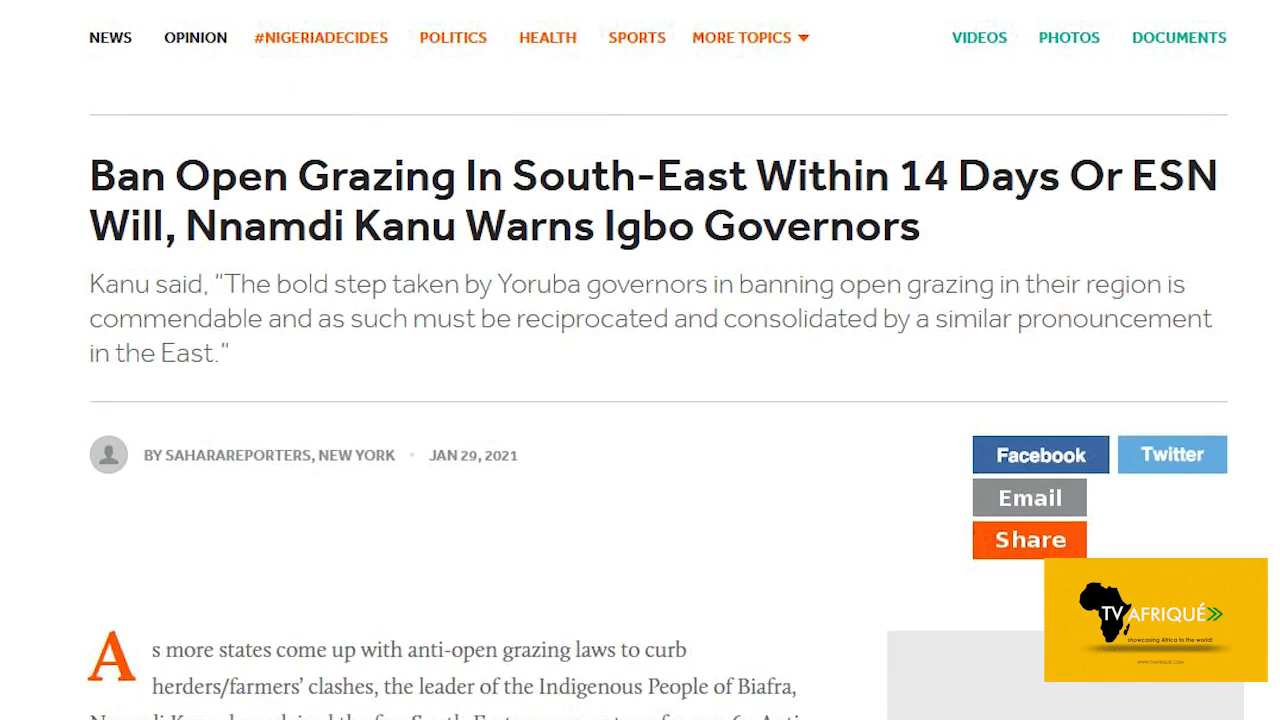 NEWS OPINION #NIGERIADECIDES POLITICS HEALTH SPORTS MORE TOPICS VIDEOS PHOTOS DOCUMENTS
Ban Open Grazing In South-East Within 14 Days Or ESN
Will, Nnamdi Kanu Warns Igbo Governors
Kanu said, "The bold step taken by Yoruba governors in banning open grazing in their region is
commendable and as such must be reciprocated and consolidated by a similar pronouncement
in the East."
BY SAHARAREPORTERS, NEW YORK • JAN 29, 2021
Facebook Twitter
Email
Share
TV AFRIQUÉ
showcasing Africa to the world!
WWW.TVAFRIQUE.COM
As more states come up with anti-open grazing laws to curb
herders/farmers' clashes, the leader of the Indigenous People of Biafra,